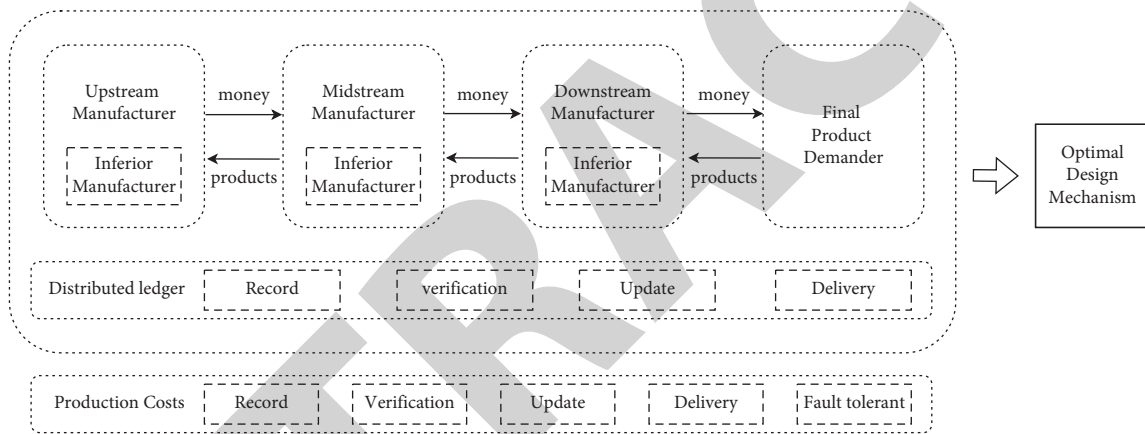 Upstream
Manufacturer
Inferior
Manufacturer
money
products
Midstream
Manufacturer
Inferior
Manufacturer
money
products
Downstream
Manufacturer
Inferior
Manufacturer
money
products
Final
Product
Demander
Optimal
Design
Mechanism
Distributed ledger
Record
verification
Update
Delivery
Production Costs
Record
Verification
Update
Delivery
Fault tolerant
TRAC